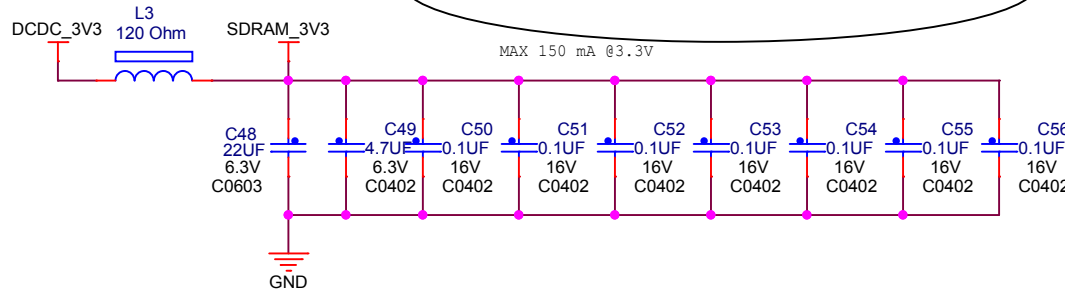 L3
DCDC_3V3
120 Ohm
SDRAM_3V3
MAX 150 mA @3.3V
C48
22UF
6.3V
C0603
C49
4.7UF
6.3V
C0402
C50
0.1UF
16V
C0402
C51
0.1UF
16V
C0402
C52
0.1UF
16V
C0402
C53
0.1UF
16V
C0402
C54
0.1UF
16V
C0402
C55
0.1UF
16V
C0402
C56
0.1UF
16V
C0402
GND